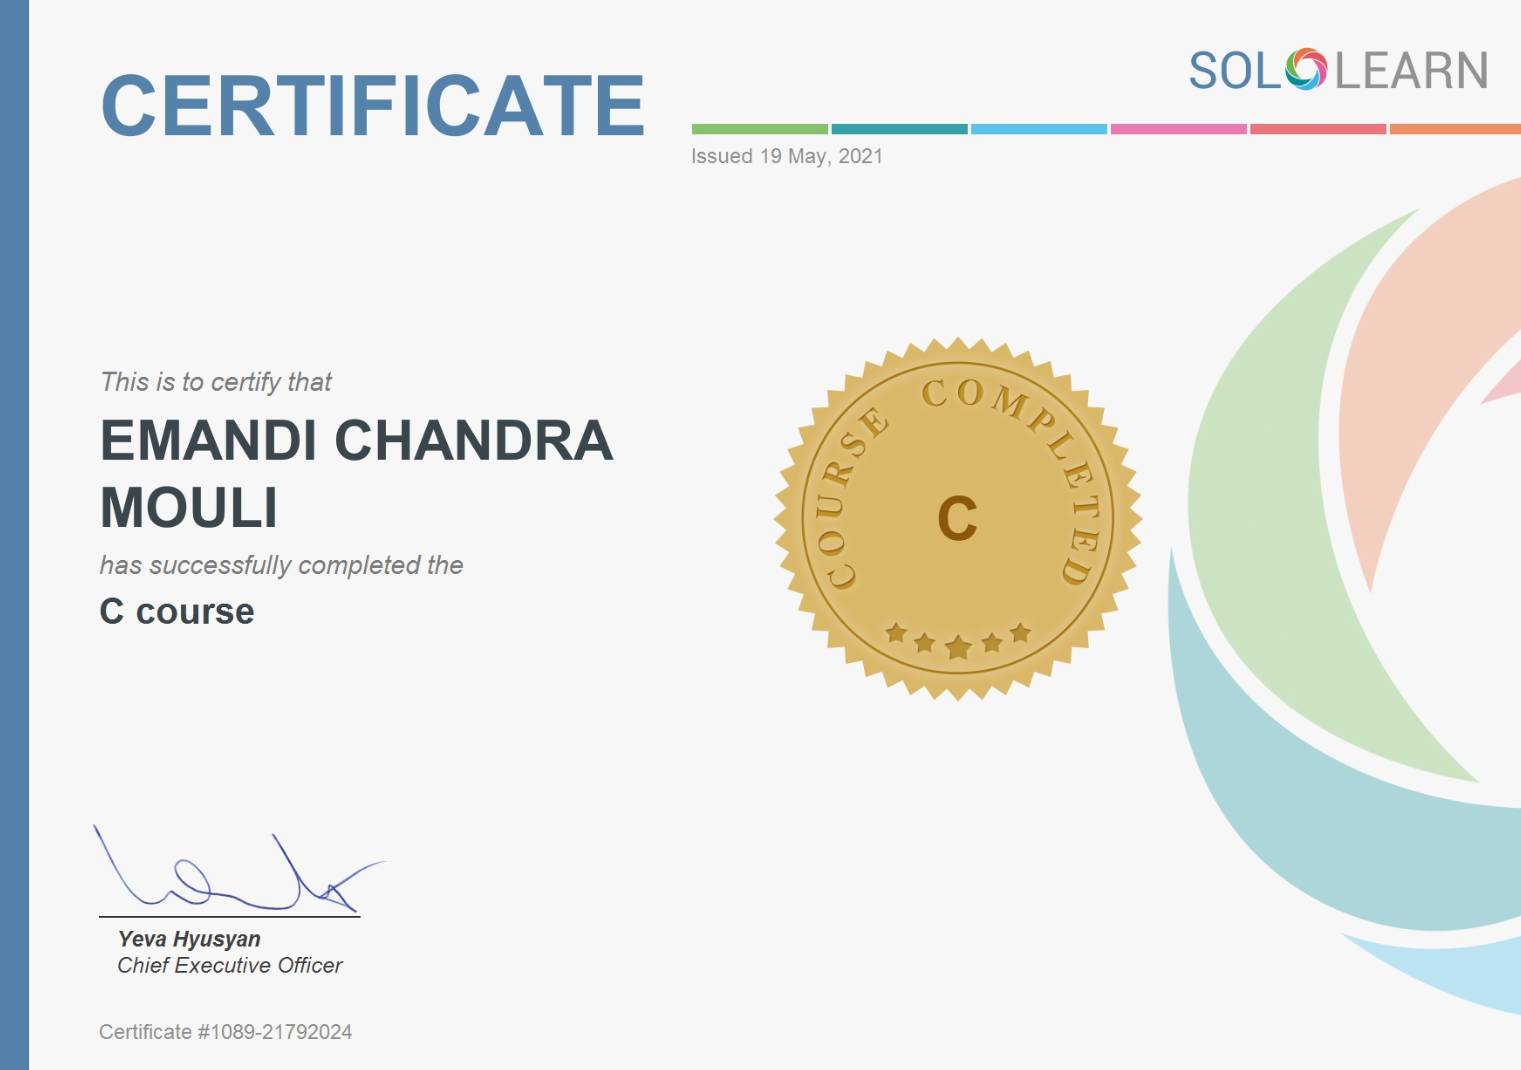 CERTIFICATE
SOLOLEARN
Issued 19 May, 2021
This is to certify that
EMANDI CHANDRA
MOULI
has successfully completed the
C course
COURSE COMPLETED
C
Yeva Hyusyan
Chief Executive Officer
Certificate #1089-21792024